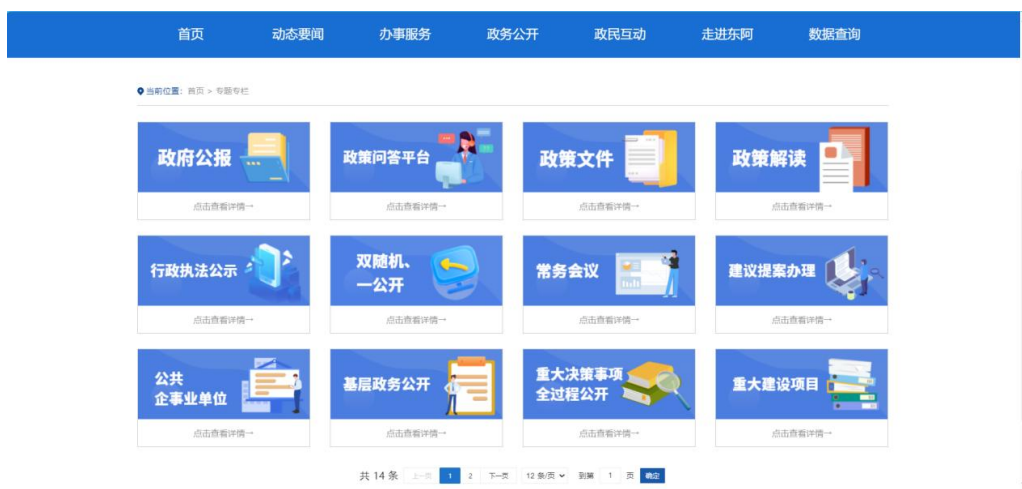 首页 动态要闻 办事服务 政务公开 政民互动 走进东阿 数据查询
当前位置：首页 > 专题专栏
政府公报 政策问答平台 政策文件 政策解读
点击查看详情→ 点击查看详情→ 点击查看详情→ 点击查看详情→
行政执法公示 双随机、 常务会议 建议提案办理
一公开
点击查看详情→ 点击查看详情→ 点击查看详情→ 点击查看详情→
公共 基层政务公开 重大决策事项 重大建设项目
企事业单位 全过程公开
点击查看详情→ 点击查看详情→ 点击查看详情→ 点击查看详情→
共 14 条 上一页 1 2 下一页 12 条/页 到第 1 页 确定